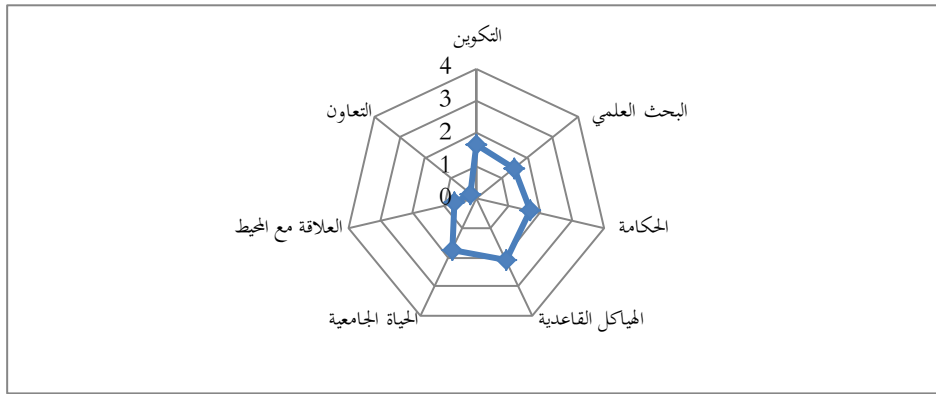 التكوين
البحث العلمي
الحكامة
الهياكل القاعدية
الحياة الجامعية
العلاقة مع المحيط
التعاون
4
3
2
1
0